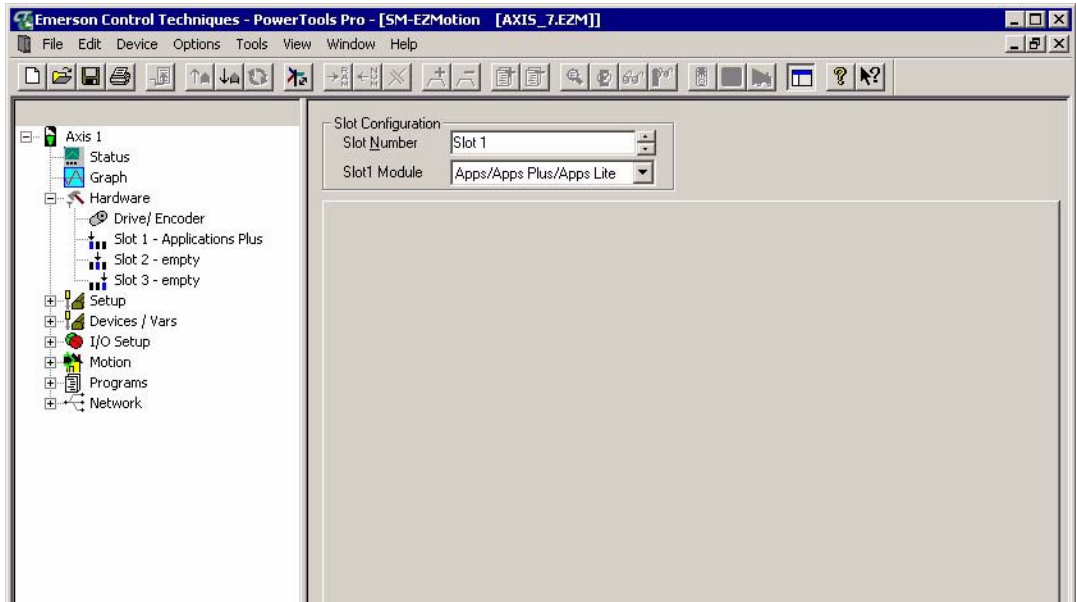 Emerson Control Techniques - PowerTools Pro - [SM-EZMotion [AXIS_7.EZM]]
File Edit Device Options Tools View Window Help
Axis 1
Status
Graph
Hardware
Drive/ Encoder
Slot 1 - Applications Plus
Slot 2 - empty
Slot 3 - empty
Setup
Devices / Vars
I/O Setup
Motion
Programs
Network
Slot Configuration
Slot Number Slot 1
Slot1 Module Apps/Apps Plus/Apps Lite